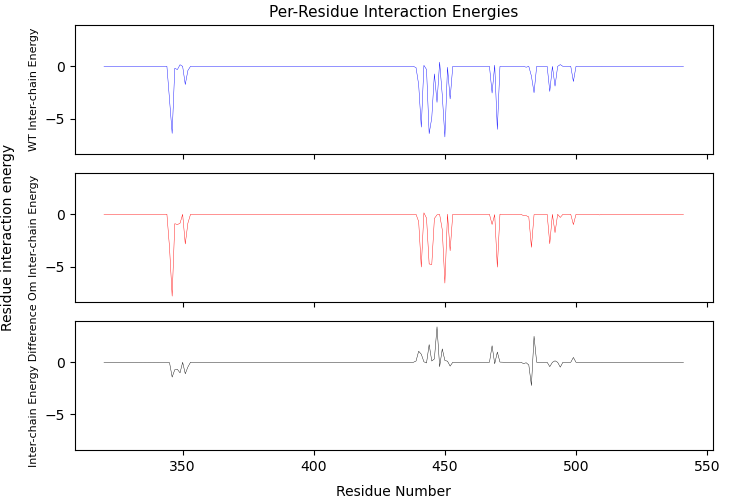 Per-Residue Interaction Energies
WT Inter-chain Energy
0
−5
Om Inter-chain Energy
0
−5
Inter-chain Energy Difference
0
−5
Residue interaction energy
350
400
450
500
550
Residue Number